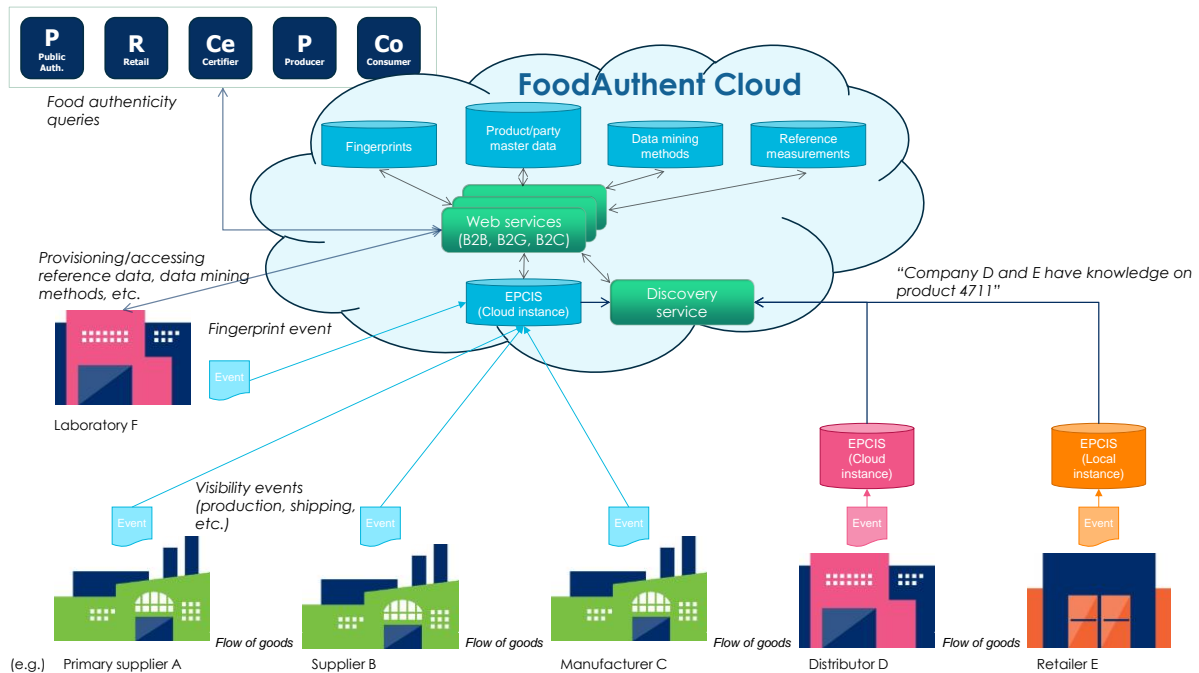 P
Public
Auth.
R
Retail
Ce
Certifier
P
Producer
Co
Consumer
Food authenticity
queries
FoodAuthent Cloud
Fingerprints
Product/party
master data
Data mining
methods
Reference
measurements
Web services
(B2B, B2G, B2C)
Provisioning/accessing
reference data, data mining
methods, etc.
EPCIS
(Cloud instance)
Discovery
service
“Company D and E have knowledge on
product 4711”
Fingerprint event
Event
Laboratory F
EPCIS
(Cloud
instance)
EPCIS
(Local
instance)
Visibility events
(production, shipping,
etc.)
Event
Event
Event
Event
Event
Flow of goods
Flow of goods
Flow of goods
Flow of goods
(e.g.)
Primary supplier A
Supplier B
Manufacturer C
Distributor D
Retailer E